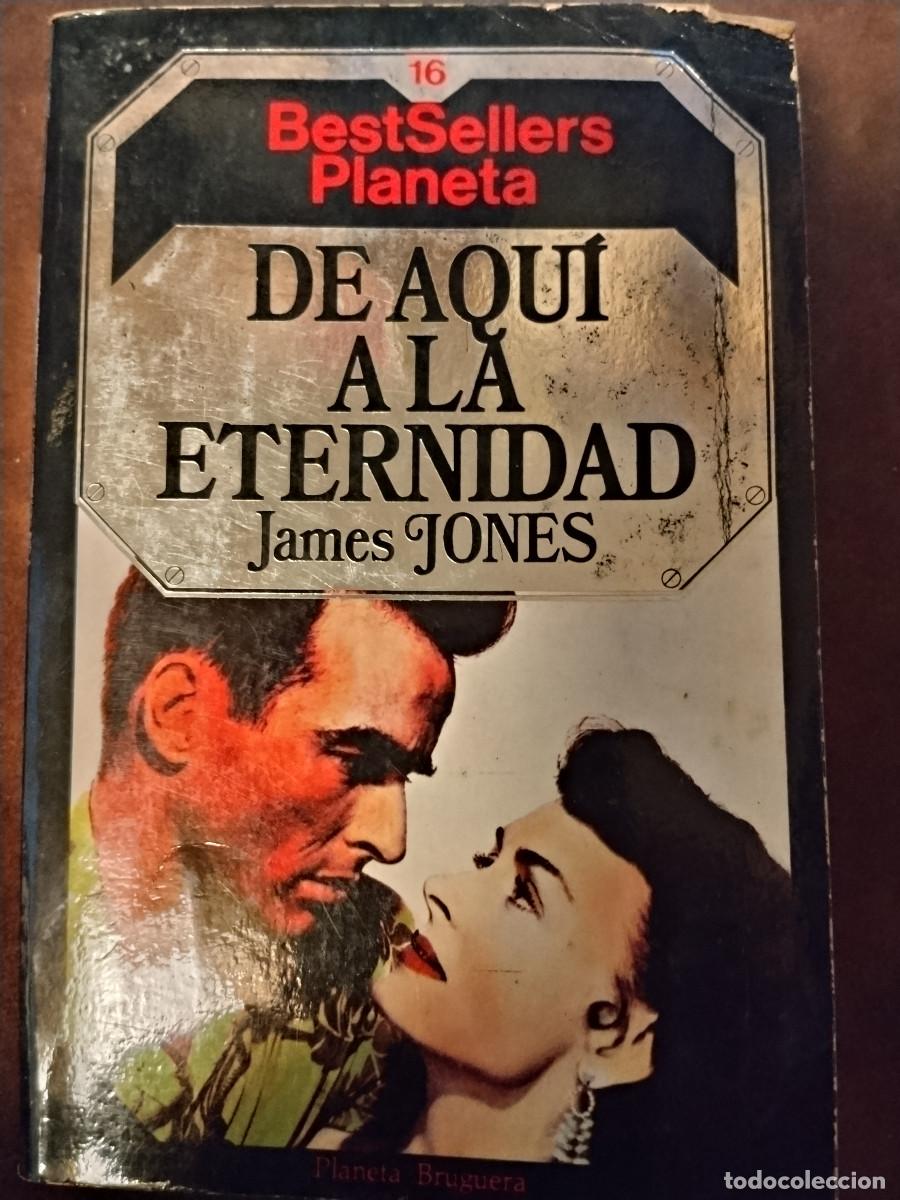 16
BestSellers
Planeta
DE AQUÍ
A LA
ETERNIDAD
James JONES
Planeta Bruguera
todocoleccion